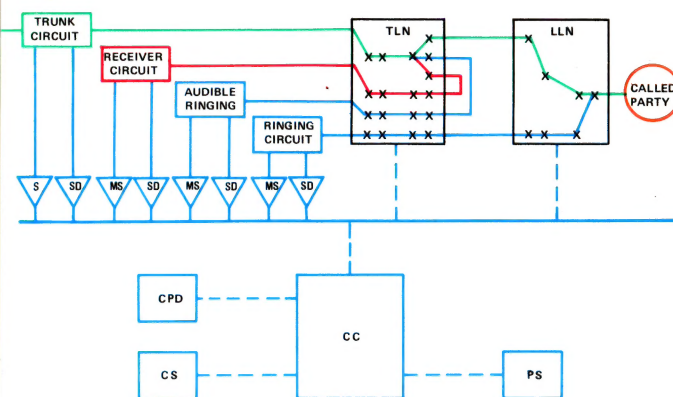 TRUNK
CIRCUIT
RECEIVER
CIRCUIT
AUDIBLE
RINGING
RINGING
CIRCUIT
TLN
LLN
CALLED
PARTY
S
SD
MS
SD
MS
SD
MS
SD
CPD
CC
CS
PS